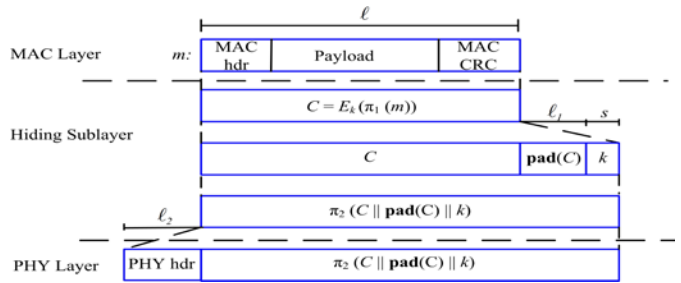 ℓ
MAC Layer m: MAC hdr Payload MAC CRC
C = E_k (π_1 (m)) ℓ_1 s
Hiding Sublayer
C pad(C) k
ℓ_2 π_2 (C || pad(C) || k)
PHY Layer PHY hdr π_2 (C || pad(C) || k)